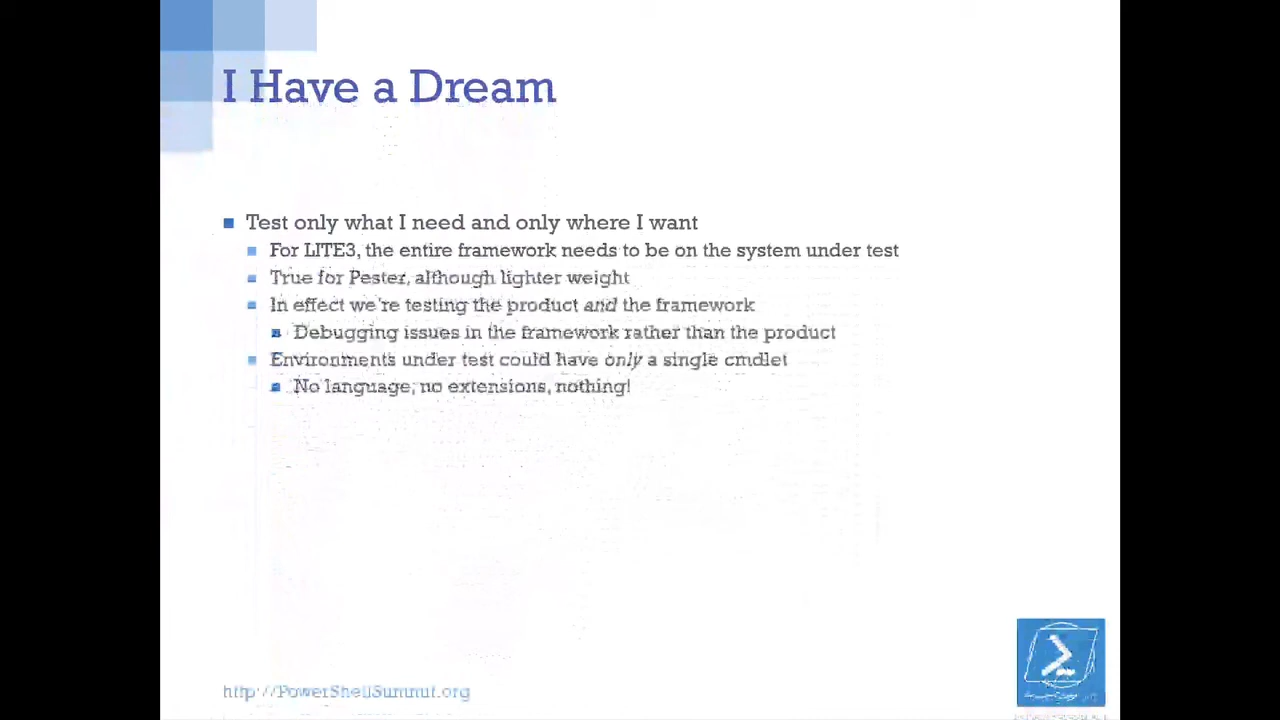 I Have a Dream
Test only what I need and only where I want
For LITE3, the entire framework needs to be on the system under test
True for Pester, although lighter weight
In effect we're testing the product and the framework
Debugging issues in the framework rather than the product
Environments under test could have only a single cmdlet
No language, no extensions, nothing!
http://PowerShellSummit.org